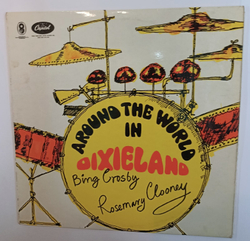 Capitol
AROUND THE WORLD
IN
DIXIELAND
Bing Crosby
Rosemary Clooney